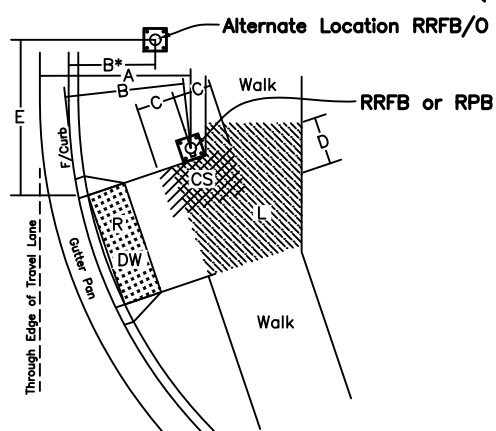 Alternate Location RRFB/O
B*
A
B
Walk
C
C
RRFB or RPB
E
F/Curb
D
CS
L
R
DW
Gutter Pan
Through Edge of Travel Lane
Walk